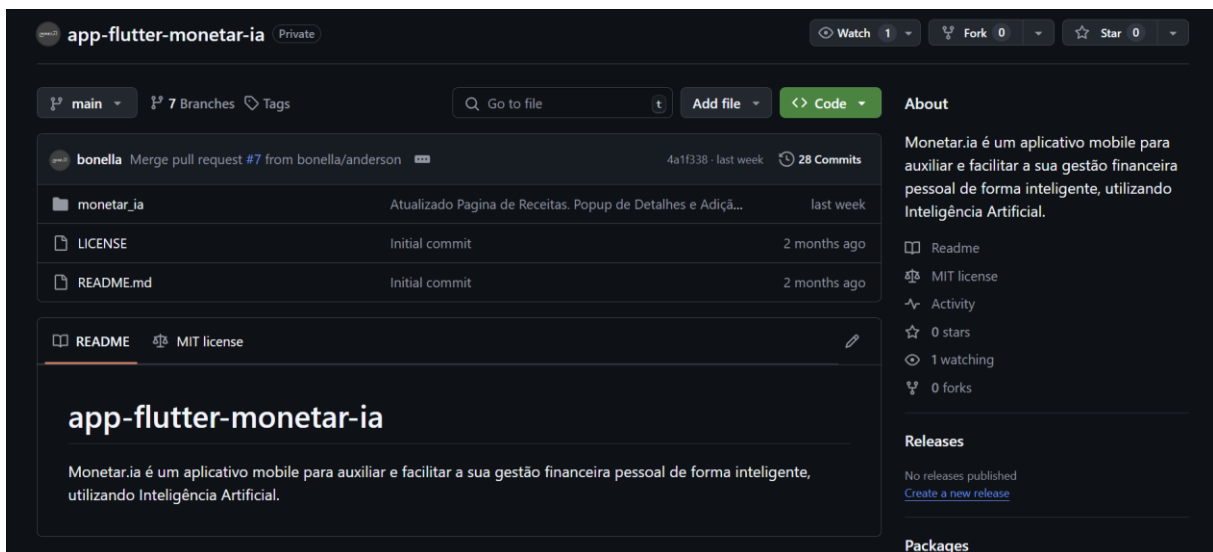 app-flutter-monetar-ia Private
Watch 1
Fork 0
Star 0
main
7 Branches
Tags
Go to file t
Add file
Code
bonella Merge pull request #7 from bonella/anderson
4a1f338 · last week
28 Commits
monetar_ia Atualizado Pagina de Receitas. Popup de Detalhes e Adiçã... last week
LICENSE Initial commit 2 months ago
README.md Initial commit 2 months ago
README
MIT license
app-flutter-monetar-ia
Monetar.ia é um aplicativo mobile para auxiliar e facilitar a sua gestão financeira pessoal de forma inteligente,
utilizando Inteligência Artificial.
About
Monetar.ia é um aplicativo mobile para
auxiliar e facilitar a sua gestão financeira
pessoal de forma inteligente, utilizando
Inteligência Artificial.
Readme
MIT license
Activity
0 stars
1 watching
0 forks
Releases
No releases published
Create a new release
Packages